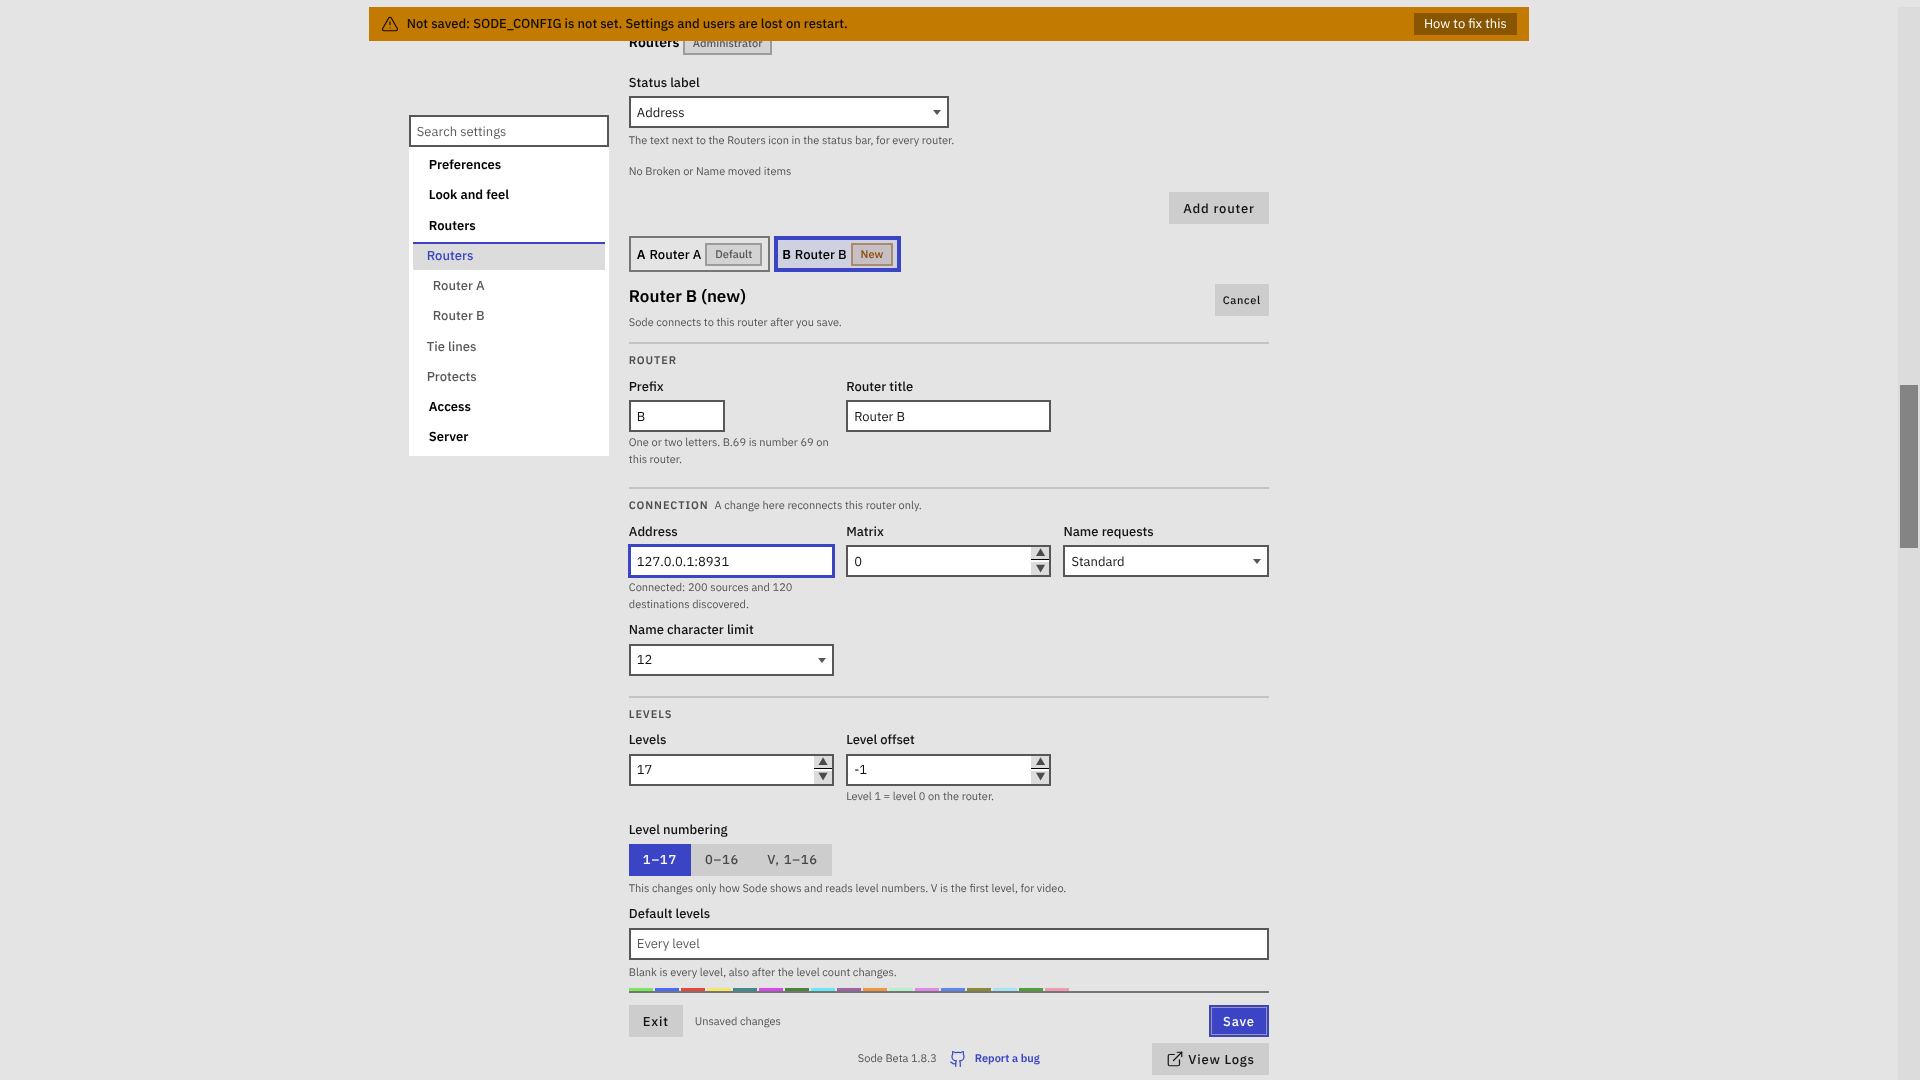 Not saved: SODE_CONFIG is not set. Settings and users are lost on restart.
How to fix this
Routers Administrator
Status label
Address
The text next to the Routers icon in the status bar, for every router.
No Broken or Name moved items
Add router
Search settings
Preferences
Look and feel
Routers
Routers
Router A
Router B
Tie lines
Protects
Access
Server
A Router A Default
B Router B New
Router B (new)
Cancel
Sode connects to this router after you save.
ROUTER
Prefix
Router title
B
Router B
One or two letters. B.69 is number 69 on
this router.
CONNECTION A change here reconnects this router only.
Address
Matrix
Name requests
127.0.0.1:8931
0
Standard
Connected: 200 sources and 120
destinations discovered.
Name character limit
12
LEVELS
Levels
Level offset
17
-1
Level 1 = level 0 on the router.
Level numbering
1–17
0–16
V, 1–16
This changes only how Sode shows and reads level numbers. V is the first level, for video.
Default levels
Every level
Blank is every level, also after the level count changes.
Exit
Unsaved changes
Save
Sode Beta 1.8.3
Report a bug
View Logs